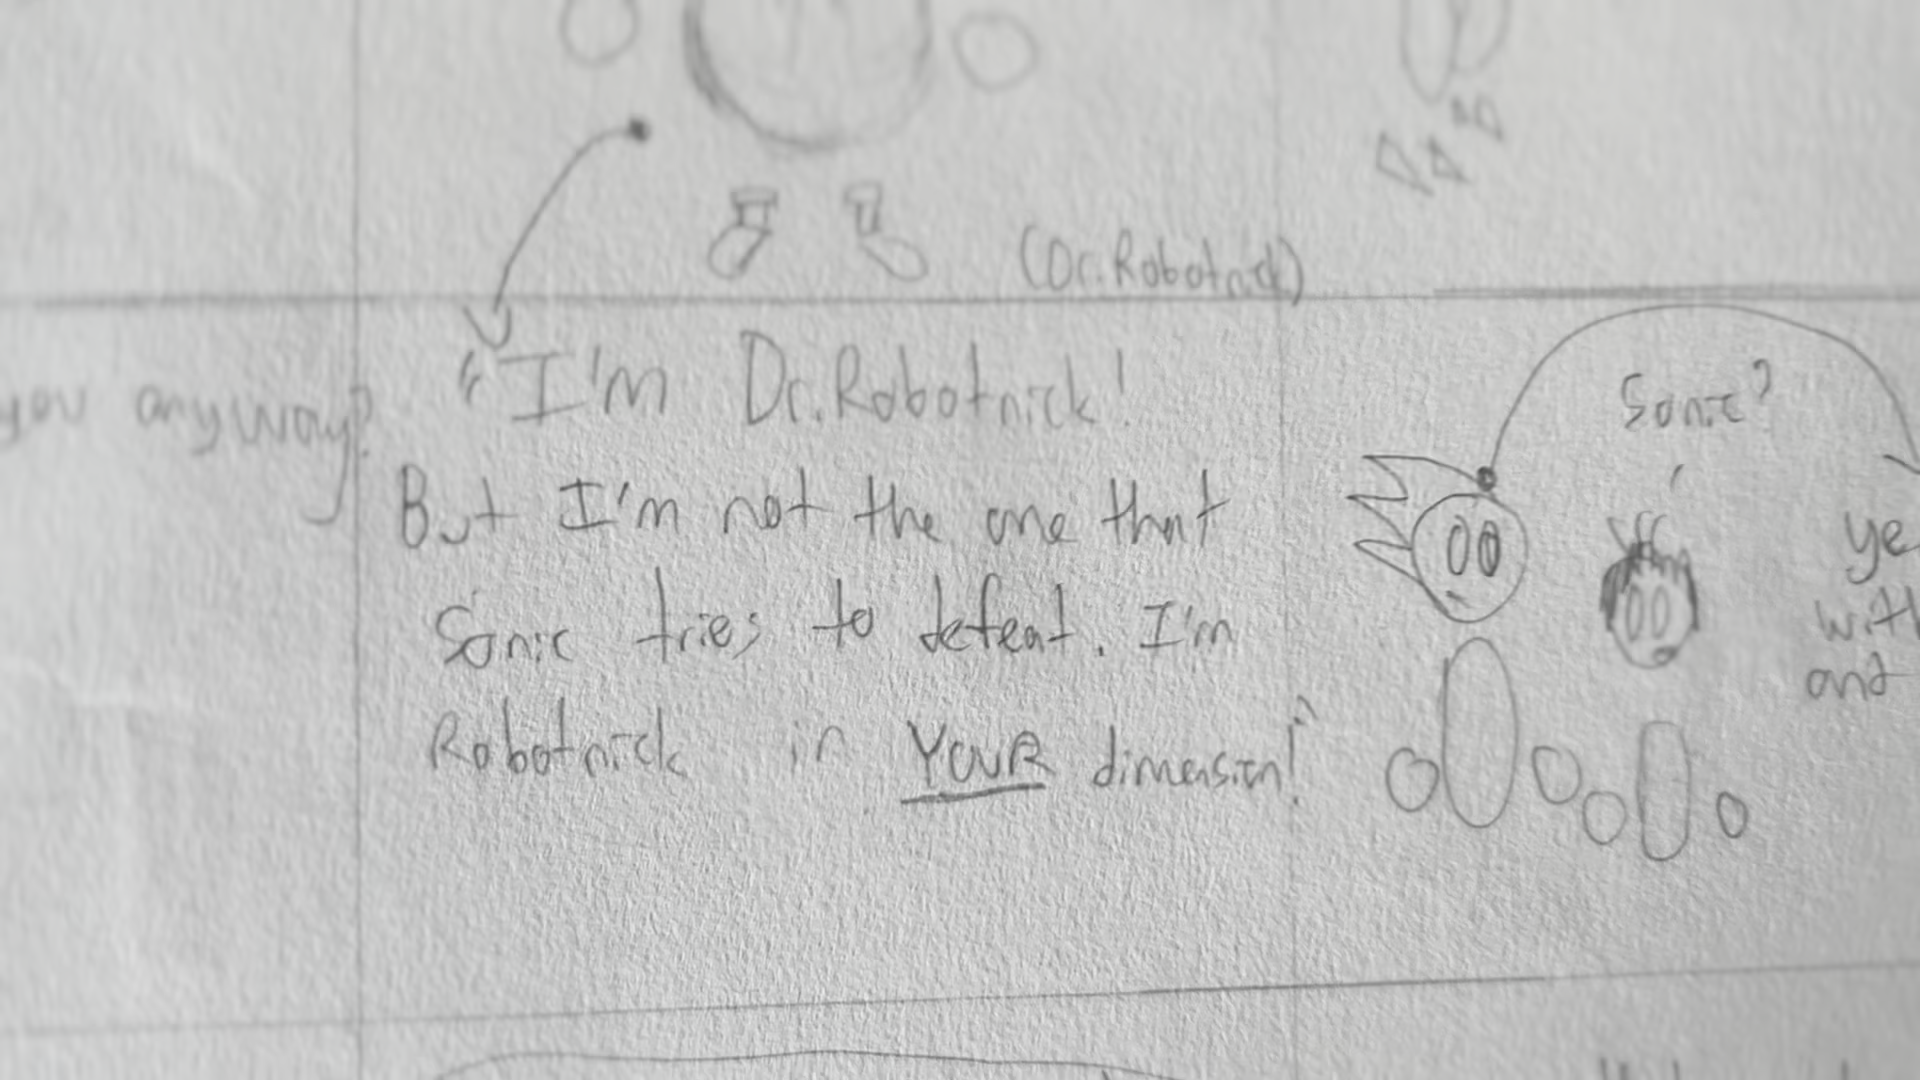 (Dr.Robotnick)
you anyway?
"I'm Dr.Robotnick!
But I'm not the one that
Sonic tries to defeat. I'm
Robotnick in YOUR dimension!"
Sonic?
ye
with
and